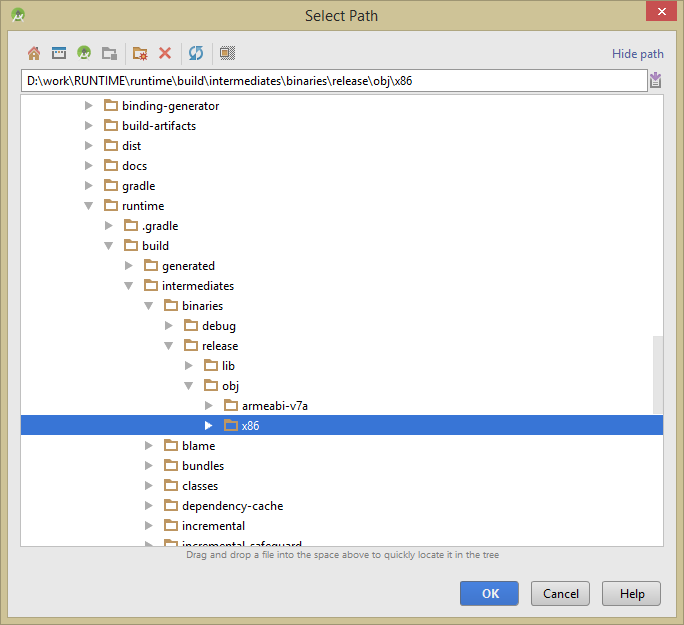 Select Path
Hide path
D:\work\RUNTIME\runtime\build\intermediates\binaries\release\obj\x86
binding-generator
build-artifacts
dist
docs
gradle
runtime
.gradle
build
generated
intermediates
binaries
debug
release
lib
obj
armeabi-v7a
x86
blame
bundles
classes
dependency-cache
incremental
incremental-safeguard
Drag and drop a file into the space above to quickly locate it in the tree
OK Cancel Help